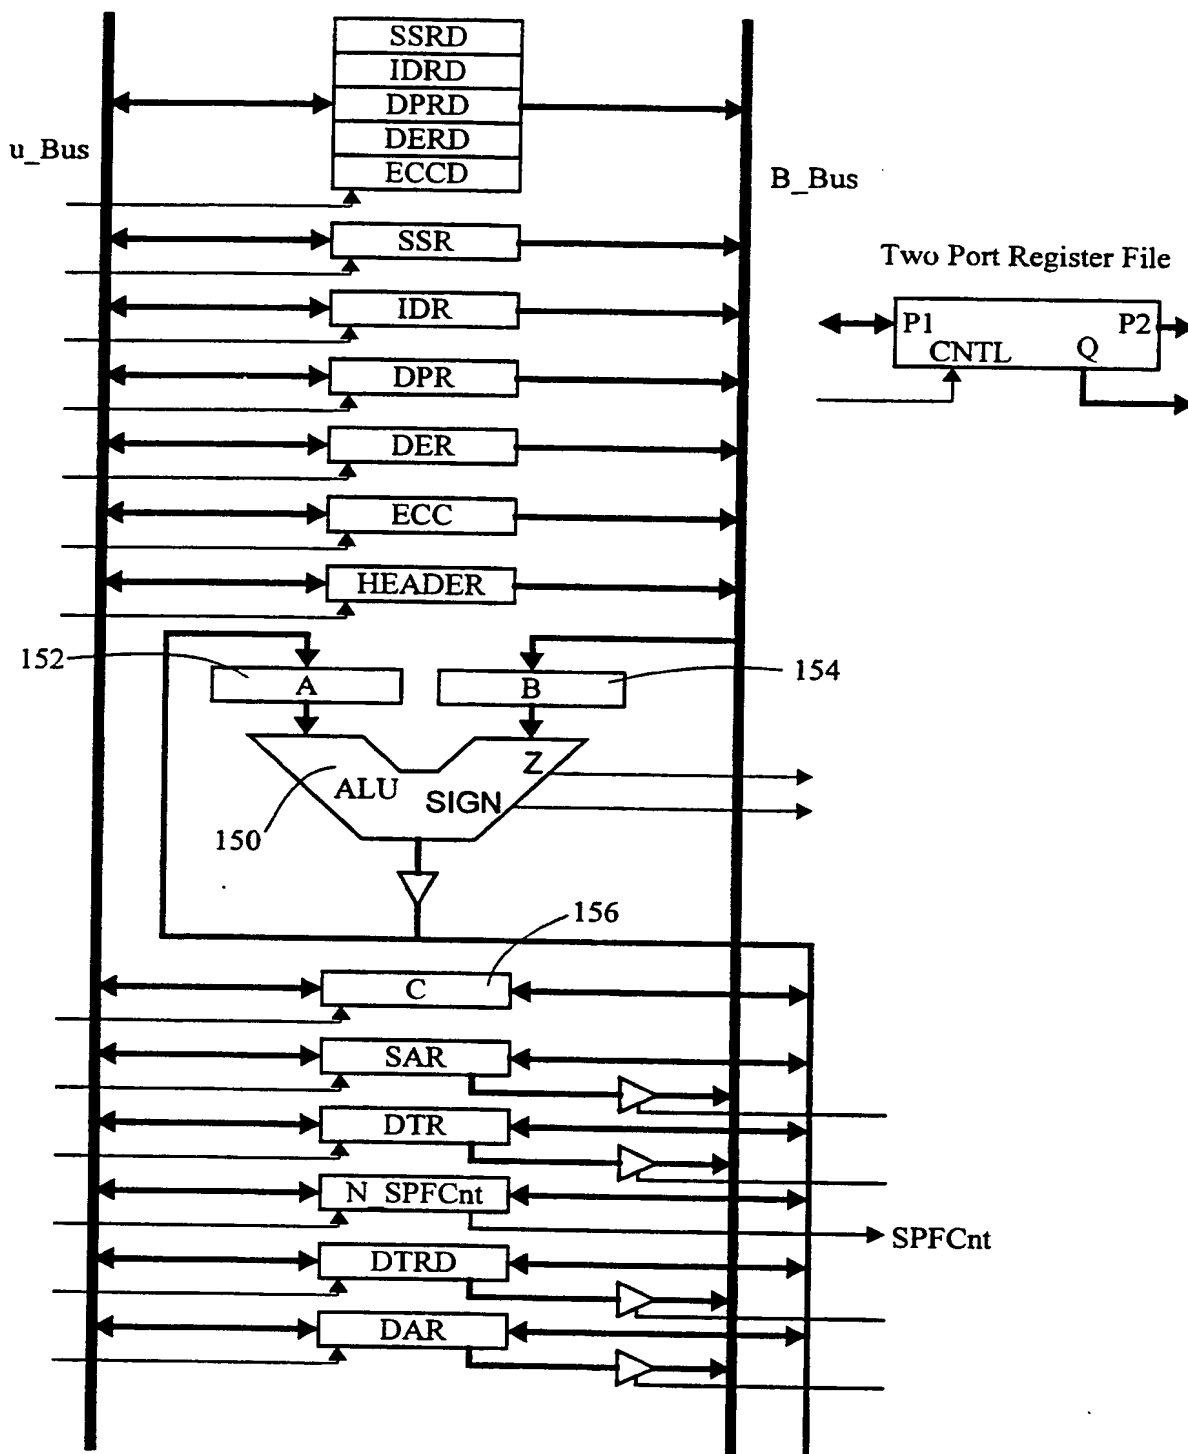 SSRD
IDRD
DPRD
DERD
ECCD
u_Bus
B_Bus
SSR
IDR
DPR
DER
ECC
HEADER
Two Port Register File
P1
P2
CNTL
Q
152
A
B
154
Z
ALU
SIGN
150
156
C
SAR
DTR
N_SPFCnt
SPFCnt
DTRD
DAR